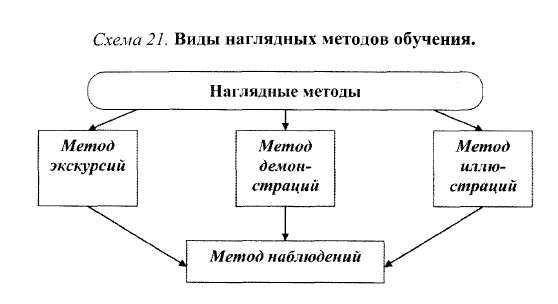 Схема 21. Виды наглядных методов обучения.
Наглядные методы
Метод
экскурсий
Метод
демон-
страций
Метод
иллю-
страций
Метод наблюдений